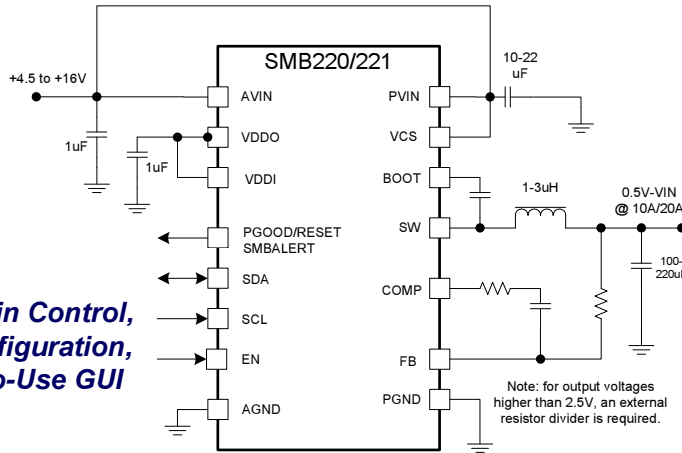 SMB220/221
+4.5 to +16V
10-22
uF
AVIN
PVIN
1uF
VDDO
VCS
1uF
VDDI
BOOT
1-3uH
0.5V-VIN
@ 10A/20A
PGOOD/RESET
SMBALERT
SW
100-
220u
SDA
COMP
in Control,
figuration,
o-Use GUI
SCL
EN
FB
AGND
PGND
Note: for output voltages
higher than 2.5V, an external
resistor divider is required.